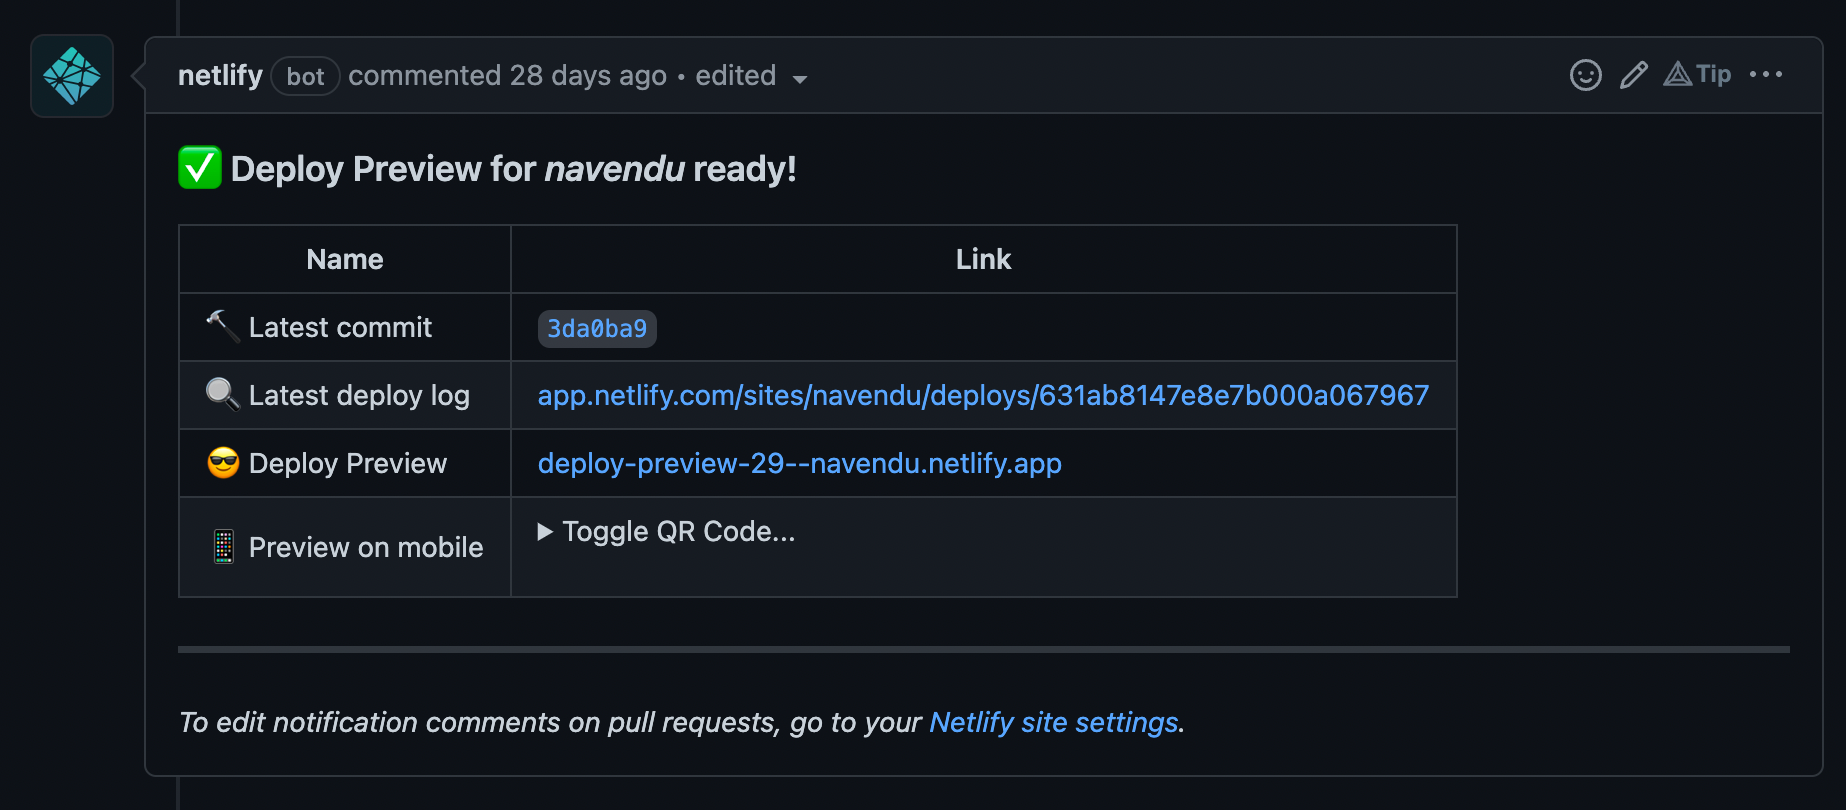 netlify bot commented 28 days ago • edited Tip
✅ Deploy Preview for navendu ready!
Name Link
🔨 Latest commit 3da0ba9
🔍 Latest deploy log app.netlify.com/sites/navendu/deploys/631ab8147e8e7b000a067967
😎 Deploy Preview deploy-preview-29--navendu.netlify.app
📱 Preview on mobile ▶ Toggle QR Code...
To edit notification comments on pull requests, go to your Netlify site settings.